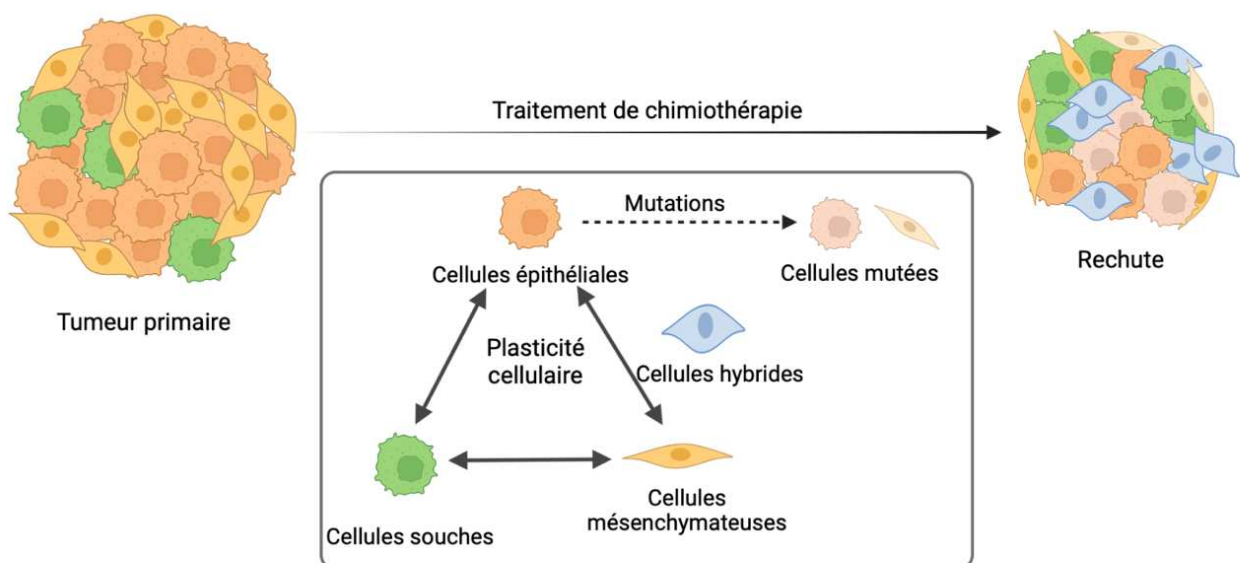 Traitement de chimiothérapie
Tumeur primaire
Rechute
Mutations
Cellules épithéliales
Cellules mutées
Plasticité
cellulaire
Cellules hybrides
Cellules souches
Cellules
mésenchymateuses